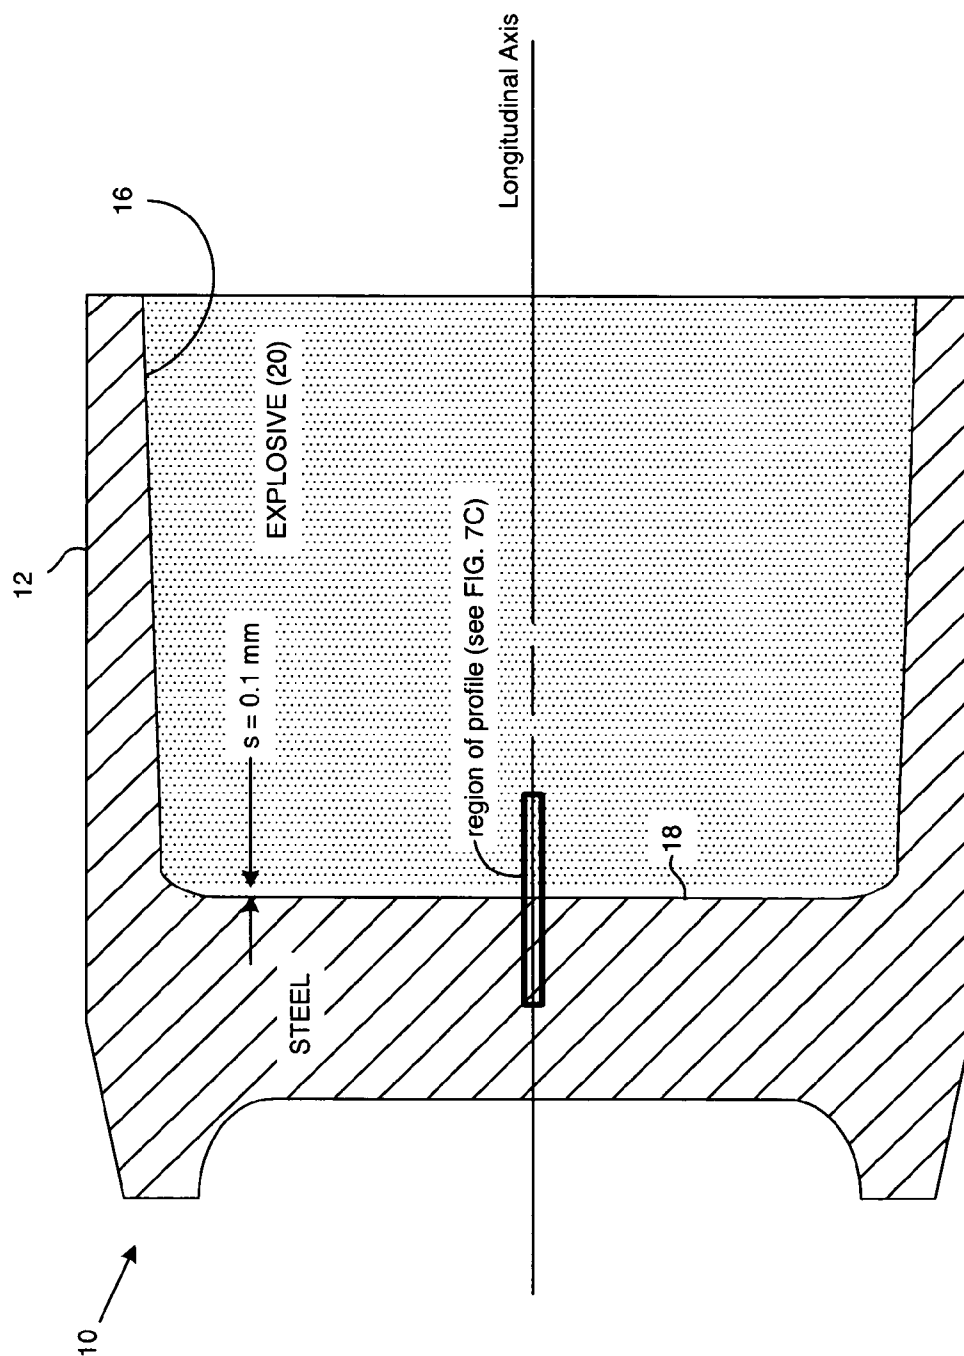 10
12
16
EXPLOSIVE (20)
s = 0.1 mm
STEEL
region of profile (see FIG. 7C)
Longitudinal Axis
18